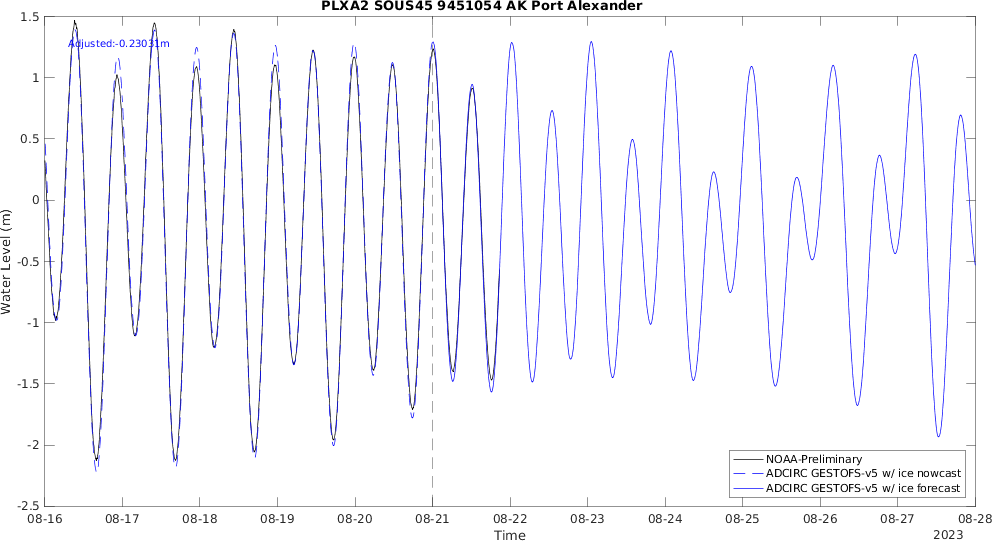 PLXA2 SOUS45 9451054 AK Port Alexander
Adjusted:-0.23031m
1.5
1
0.5
0
-0.5
-1
-1.5
-2
-2.5
Water Level (m)
NOAA-Preliminary
ADCIRC GESTOFS-v5 w/ ice nowcast
ADCIRC GESTOFS-v5 w/ ice forecast
08-16 08-17 08-18 08-19 08-20 08-21 08-22 08-23 08-24 08-25 08-26 08-27 08-28
Time
2023